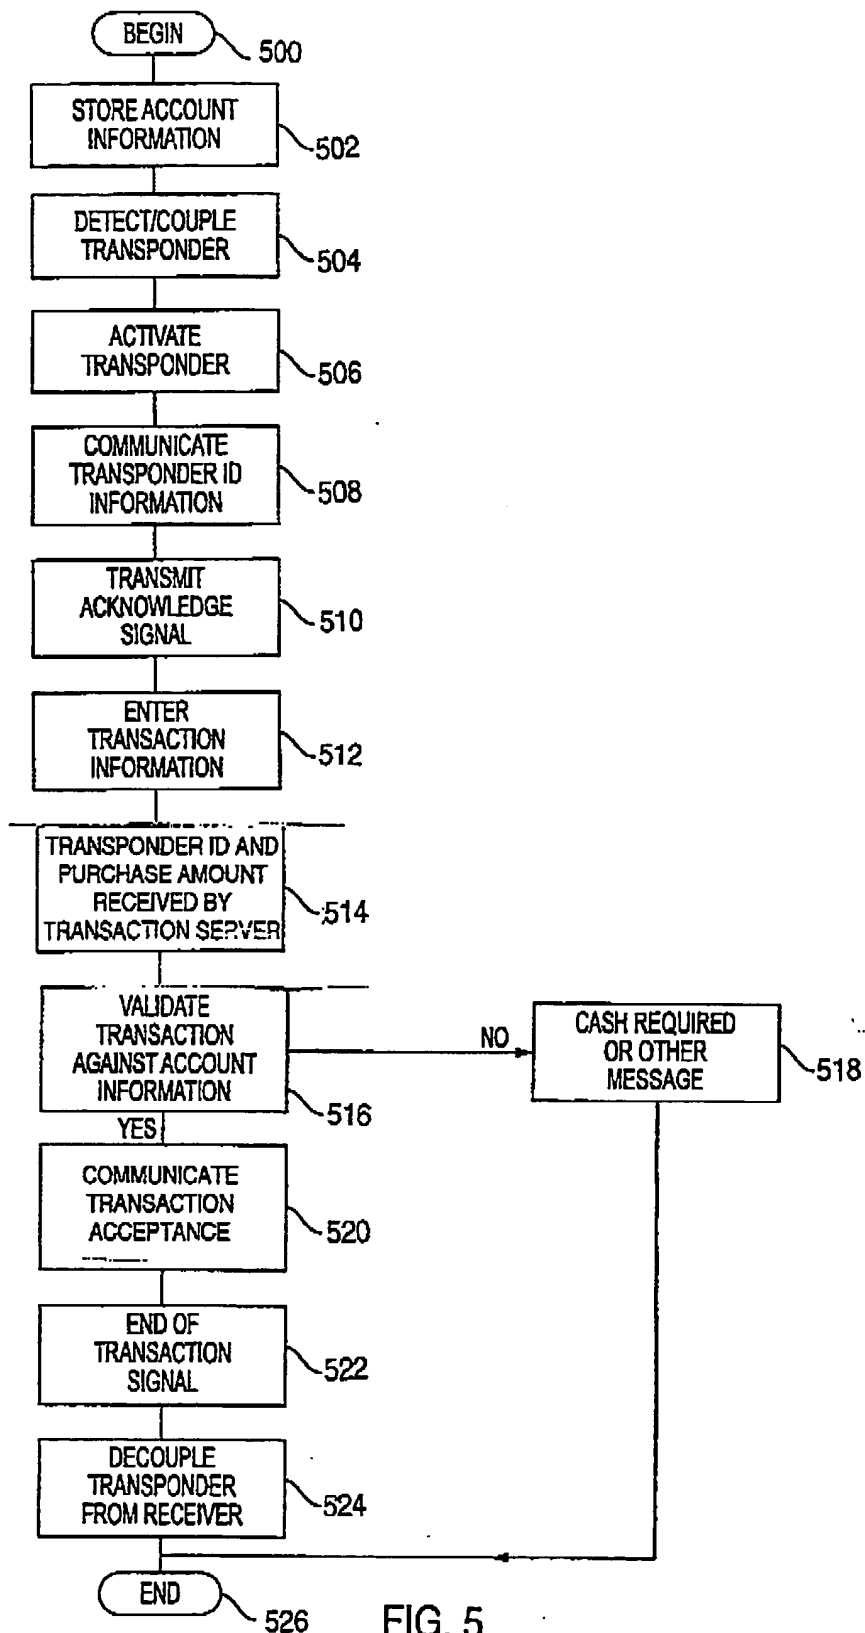 BEGIN
500
STORE ACCOUNT
INFORMATION
502
DETECT/COUPLE
TRANSPONDER
504
ACTIVATE
TRANSPONDER
506
COMMUNICATE
TRANSPONDER ID
INFORMATION
508
TRANSMIT
ACKNOWLEDGE
SIGNAL
510
ENTER
TRANSACTION
INFORMATION
512
TRANSPONDER ID AND
PURCHASE AMOUNT
RECEIVED BY
TRANSACTION SERVER
514
VALIDATE
TRANSACTION
AGAINST ACCOUNT
INFORMATION
516
NO
CASH REQUIRED
OR OTHER
MESSAGE
518
YES
COMMUNICATE
TRANSACTION
ACCEPTANCE
520
END OF
TRANSACTION
SIGNAL
522
DECOUPLE
TRANSPONDER
FROM RECEIVER
524
END
526
FIG. 5